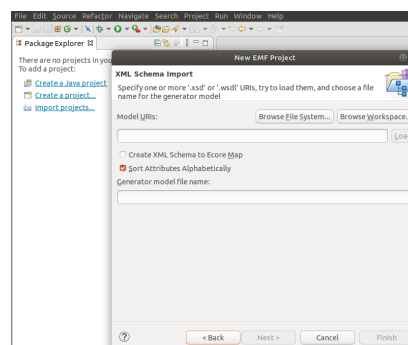 File Edit Source Refactor Navigate Search Project Run Window Help
Package Explorer
There are no projects in you
To add a project:
Create a Java project
Create a project...
Import projects...
New EMF Project
XML Schema Import
Specify one or more '.xsd' or '.wsdl' URIs, try to load them, and choose a file
name for the generator model
Model URIs:
Browse File System...
Browse Workspace.
Loa
Create XML Schema to Ecore Map
Sort Attributes Alphabetically
Generator model file name:
< Back
Next >
Cancel
Finish